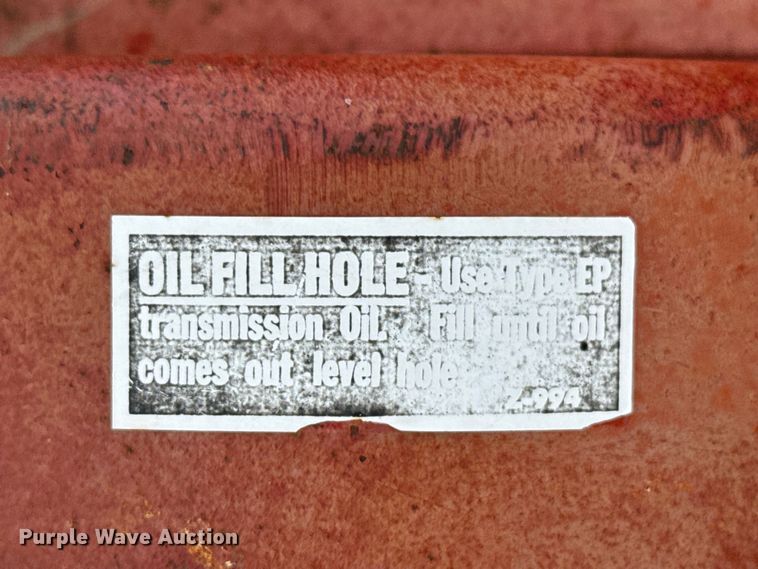 OIL FILL HOLE - Use Type EP
transmission Oil. Fill until oil
comes out level hole.
Z-994
Purple Wave Auction